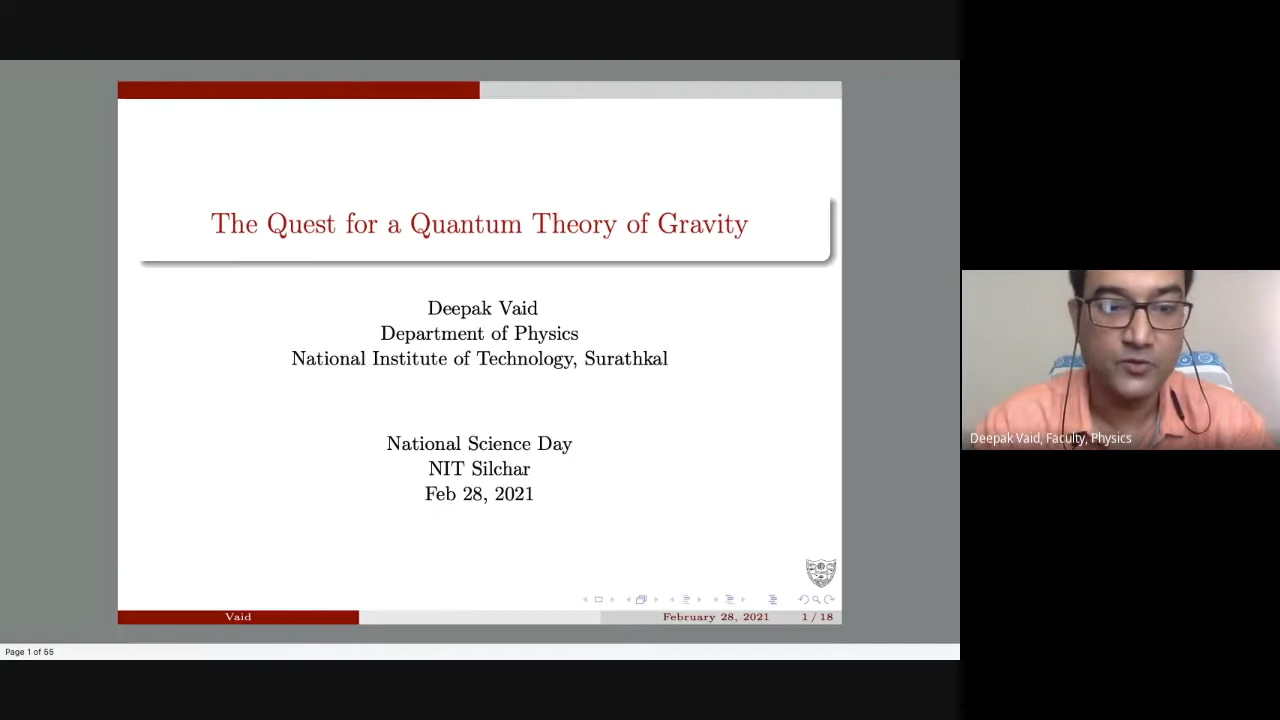 The Quest for a Quantum Theory of Gravity
Deepak Vaid
Department of Physics
National Institute of Technology, Surathkal
National Science Day
NIT Silchar
Feb 28, 2021
Vaid
February 28, 2021
1 / 18
Page 1 of 55
Deepak Vaid, Faculty, Physics